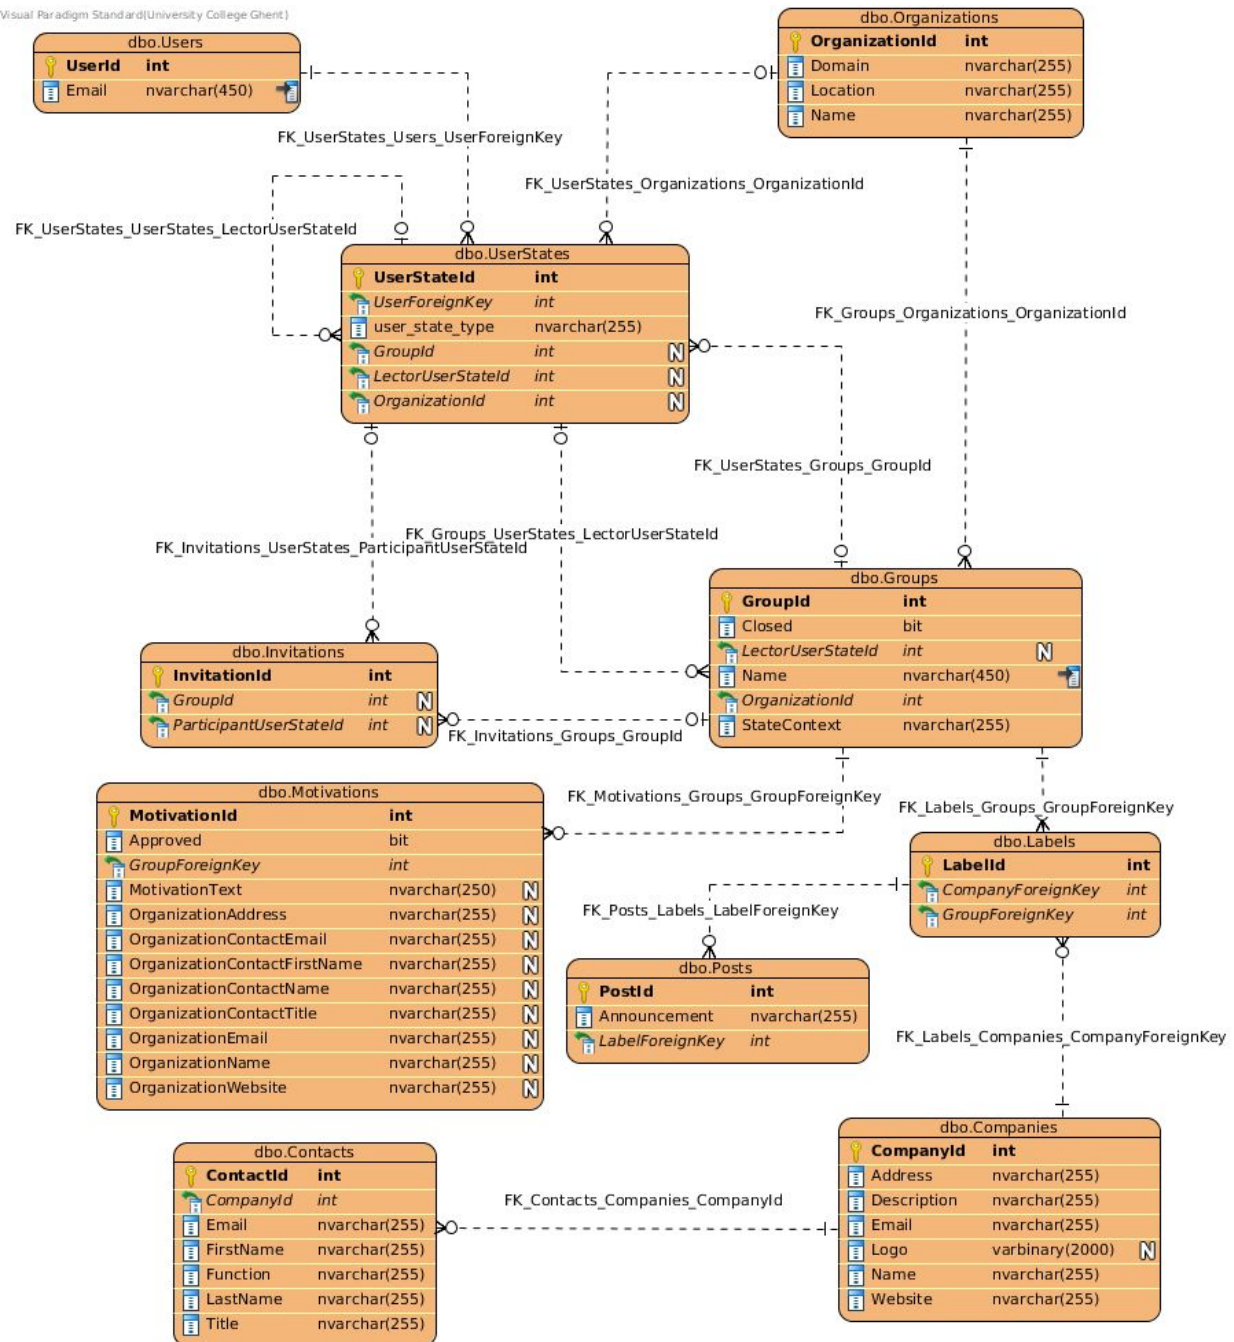 Visual Paradigm Standard(University College Ghent)
dbo.Users
UserId int
Email nvarchar(450)
dbo.Organizations
OrganizationId int
Domain nvarchar(255)
Location nvarchar(255)
Name nvarchar(255)
FK_UserStates_Users_UserForeignKey
FK_UserStates_Organizations_OrganizationId
FK_UserStates_UserStates_LectorUserStateId
dbo.UserStates
UserStateId int
UserForeignKey int
user_state_type nvarchar(255)
GroupId int N
LectorUserStateId int N
OrganizationId int N
FK_Groups_Organizations_OrganizationId
FK_UserStates_Groups_GroupId
FK_Groups_UserStates_LectorUserStateId
FK_Invitations_UserStates_ParticipantUserStateId
dbo.Groups
GroupId int
Closed bit
LectorUserStateId int N
Name nvarchar(450)
OrganizationId int
StateContext nvarchar(255)
dbo.Invitations
InvitationId int
GroupId int N
ParticipantUserStateId int N
FK_Invitations_Groups_GroupId
dbo.Motivations
MotivationId int
Approved bit
GroupForeignKey int
MotivationText nvarchar(250) N
OrganizationAddress nvarchar(255) N
OrganizationContactEmail nvarchar(255) N
OrganizationContactFirstName nvarchar(255) N
OrganizationContactName nvarchar(255) N
OrganizationContactTitle nvarchar(255) N
OrganizationEmail nvarchar(255) N
OrganizationName nvarchar(255) N
OrganizationWebsite nvarchar(255) N
FK_Motivations_Groups_GroupForeignKey
FK_Labels_Groups_GroupForeignKey
dbo.Labels
LabelId int
CompanyForeignKey int
GroupForeignKey int
FK_Posts_Labels_LabelForeignKey
dbo.Posts
PostId int
Announcement nvarchar(255)
LabelForeignKey int
FK_Labels_Companies_CompanyForeignKey
dbo.Companies
CompanyId int
Address nvarchar(255)
Description nvarchar(255)
Email nvarchar(255)
Logo varbinary(2000) N
Name nvarchar(255)
Website nvarchar(255)
dbo.Contacts
ContactId int
CompanyId int
Email nvarchar(255)
FirstName nvarchar(255)
Function nvarchar(255)
LastName nvarchar(255)
Title nvarchar(255)
FK_Contacts_Companies_CompanyId